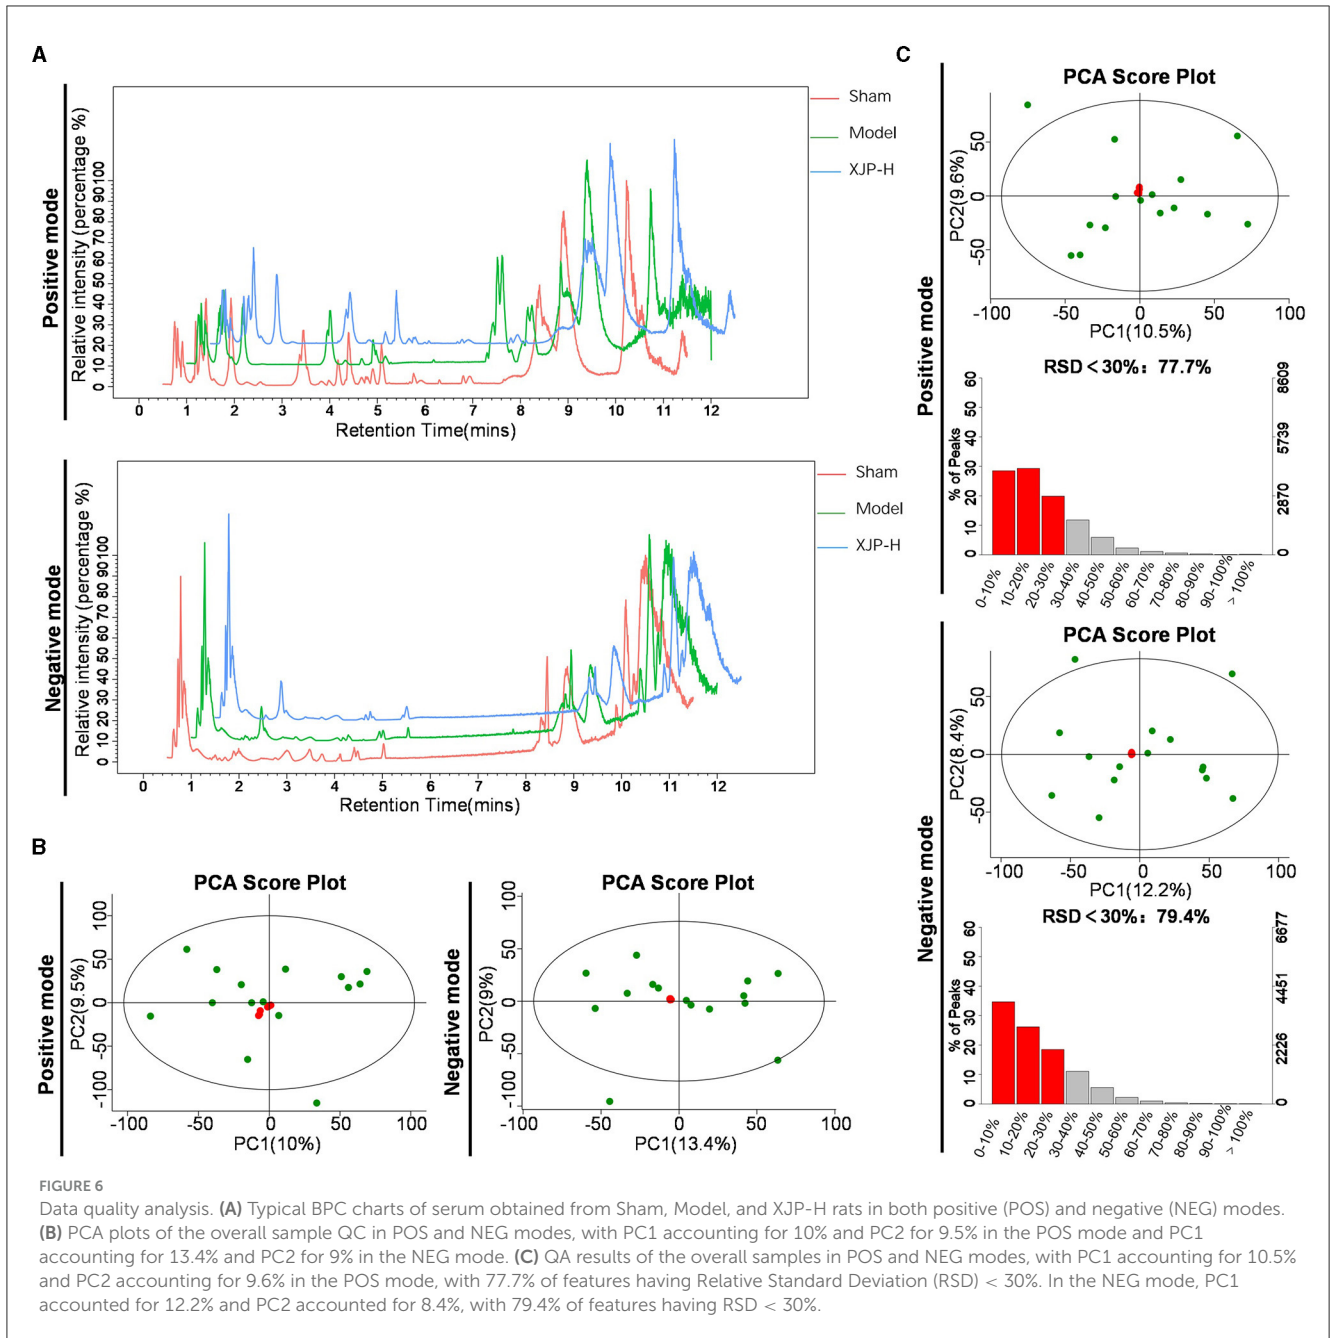 A
Positive mode
Relative intensity (percentage %)
0 10 20 30 40 50 60 70 80 90 100
Sham
Model
XJP-H
0 1 2 3 4 5 6 7 8 9 10 11 12
Retention Time(mins)
Negative mode
Relative intensity (percentage %)
0 10 20 30 40 50 60 70 80 90 100
Sham
Model
XJP-H
0 1 2 3 4 5 6 7 8 9 10 11 12
Retention Time(mins)
B
Positive mode
PCA Score Plot
PC2(9.5%)
-100 -50 0 50 100
-100 -50 0 50 100
PC1(10%)
Negative mode
PCA Score Plot
PC2(9%)
-100 -50 0 50 100
-100 -50 0 50 100
PC1(13.4%)
C
Positive mode
PCA Score Plot
PC2(9.6%)
-50 0 50
-100 -50 0 50 100
PC1(10.5%)
RSD<30%: 77.7%
% of Peaks
0 10 20 30 40 50 60
0 2870 5739 8609
0-10% 10-20% 20-30% 30-40% 40-50% 50-60% 60-70% 70-80% 80-90% 90-100% >100%
Negative mode
PCA Score Plot
PC2(8.4%)
-50 0 50
-100 -50 0 50 100
PC1(12.2%)
RSD<30%: 79.4%
% of Peaks
0 10 20 30 40 50 60
0 2226 4451 6677
0-10% 10-20% 20-30% 30-40% 40-50% 50-60% 60-70% 70-80% 80-90% 90-100% >100%
FIGURE 6
Data quality analysis. (A) Typical BPC charts of serum obtained from Sham, Model, and XJP-H rats in both positive (POS) and negative (NEG) modes.
(B) PCA plots of the overall sample QC in POS and NEG modes, with PC1 accounting for 10% and PC2 for 9.5% in the POS mode and PC1
accounting for 13.4% and PC2 for 9% in the NEG mode. (C) QA results of the overall samples in POS and NEG modes, with PC1 accounting for 10.5%
and PC2 accounting for 9.6% in the POS mode, with 77.7% of features having Relative Standard Deviation (RSD) < 30%. In the NEG mode, PC1
accounted for 12.2% and PC2 accounted for 8.4%, with 79.4% of features having RSD < 30%.